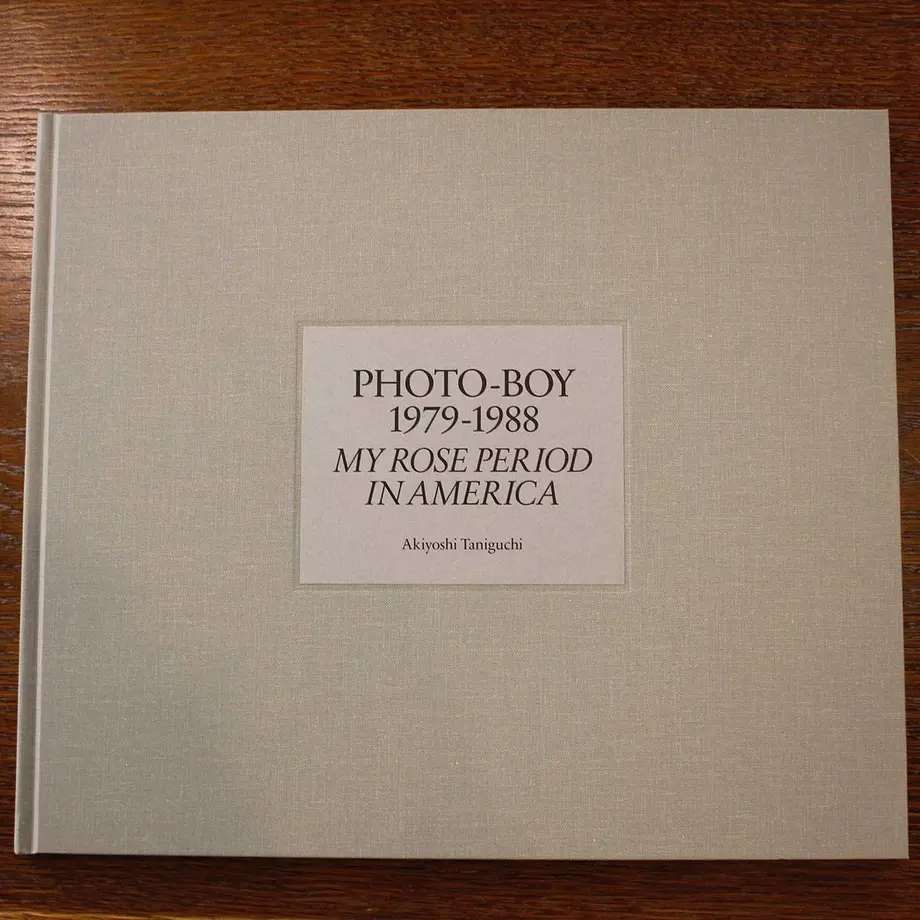 PHOTO-BOY
1979-1988
MY ROSE PERIOD
IN AMERICA
Akiyoshi Taniguchi